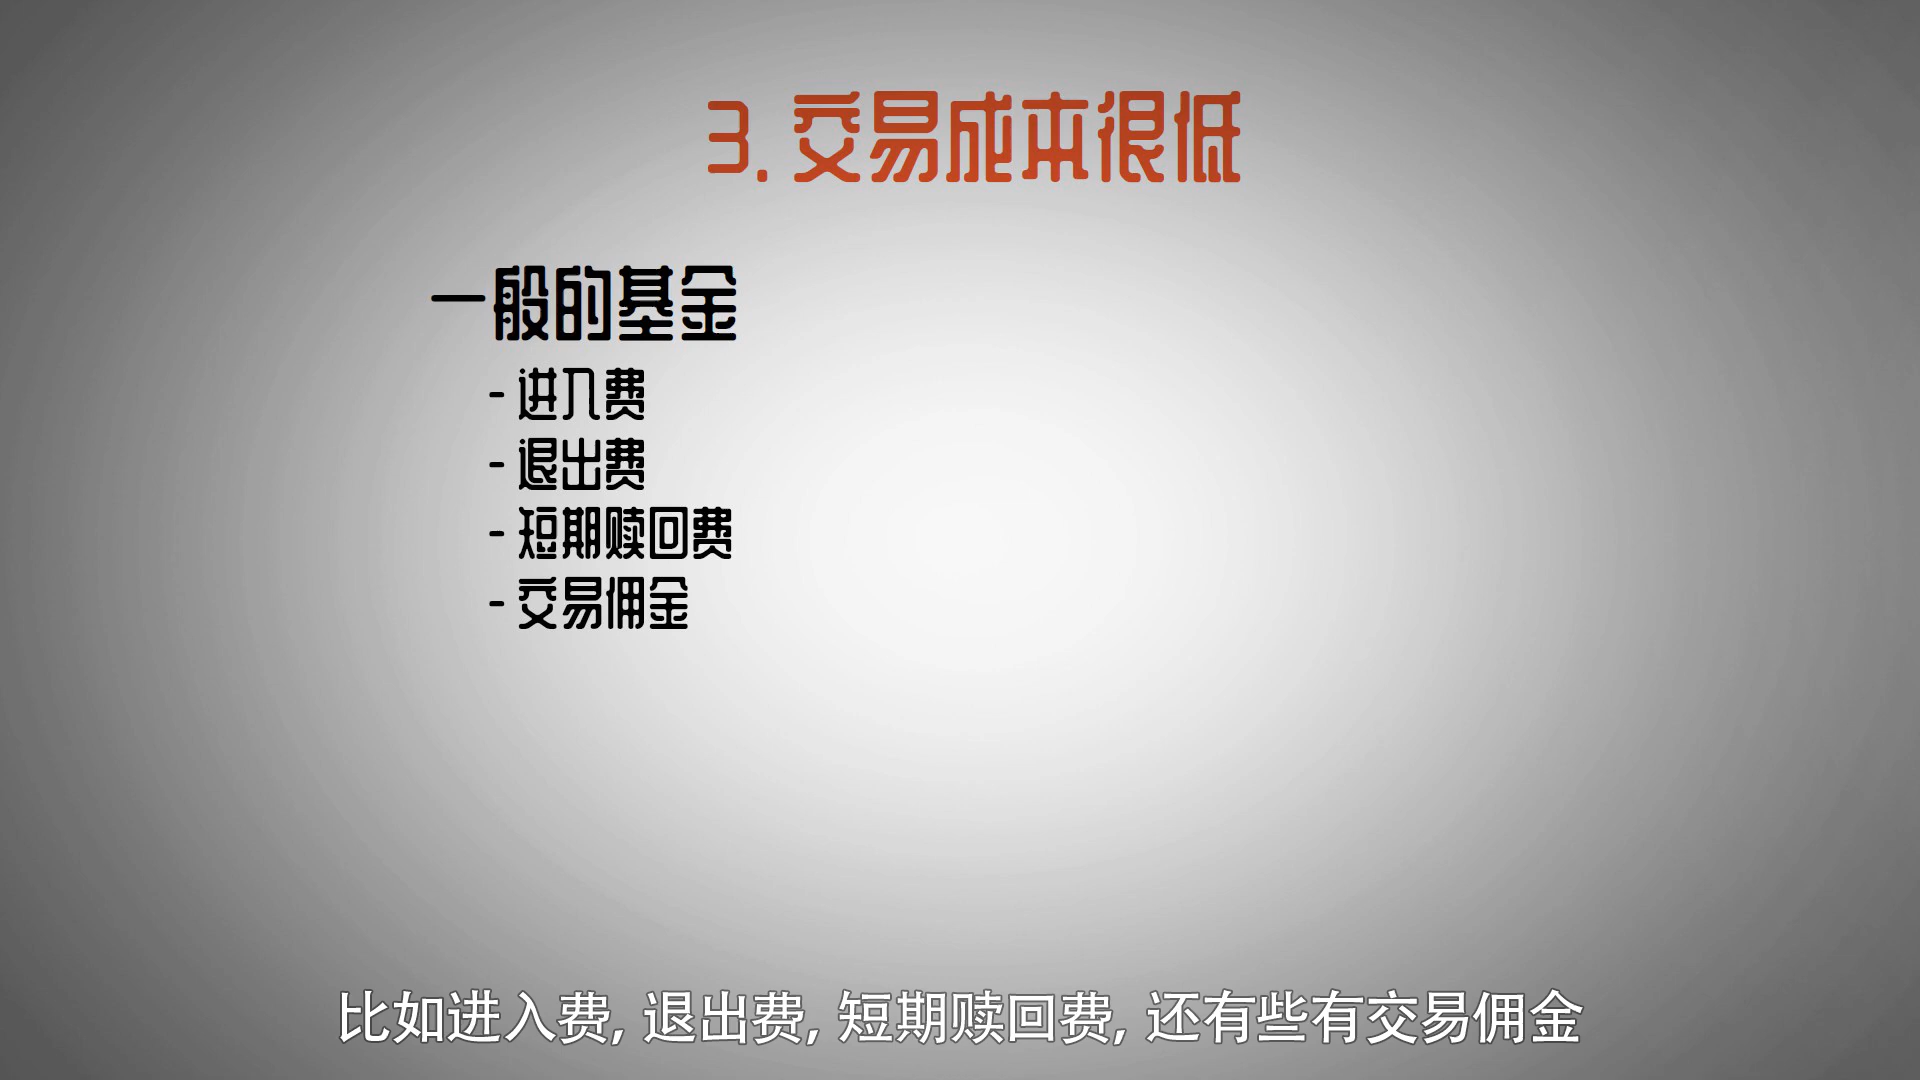 3. 交易成本很低
一般的基金
- 进入费
- 退出费
- 短期赎回费
- 交易佣金
比如进入费, 退出费, 短期赎回费, 还有些有交易佣金